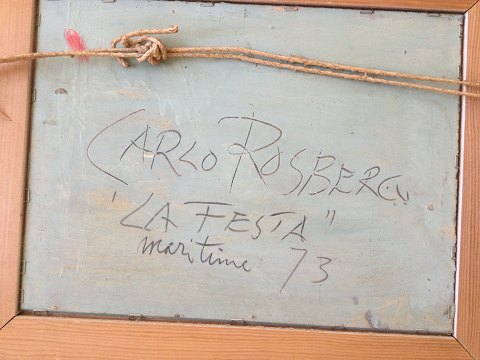 CARLO ROSBERG
"LA FESTA"
maritime 73